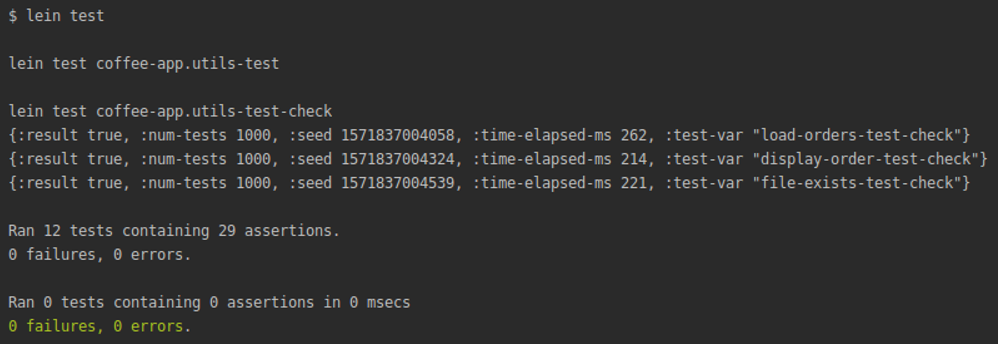 $ lein test
lein test coffee-app.utils-test
lein test coffee-app.utils-test-check
{:result true, :num-tests 1000, :seed 1571837004058, :time-elapsed-ms 262, :test-var "load-orders-test-check"}
{:result true, :num-tests 1000, :seed 1571837004324, :time-elapsed-ms 214, :test-var "display-order-test-check"}
{:result true, :num-tests 1000, :seed 1571837004539, :time-elapsed-ms 221, :test-var "file-exists-test-check"}
Ran 12 tests containing 29 assertions.
0 failures, 0 errors.
Ran 0 tests containing 0 assertions in 0 msecs
0 failures, 0 errors.